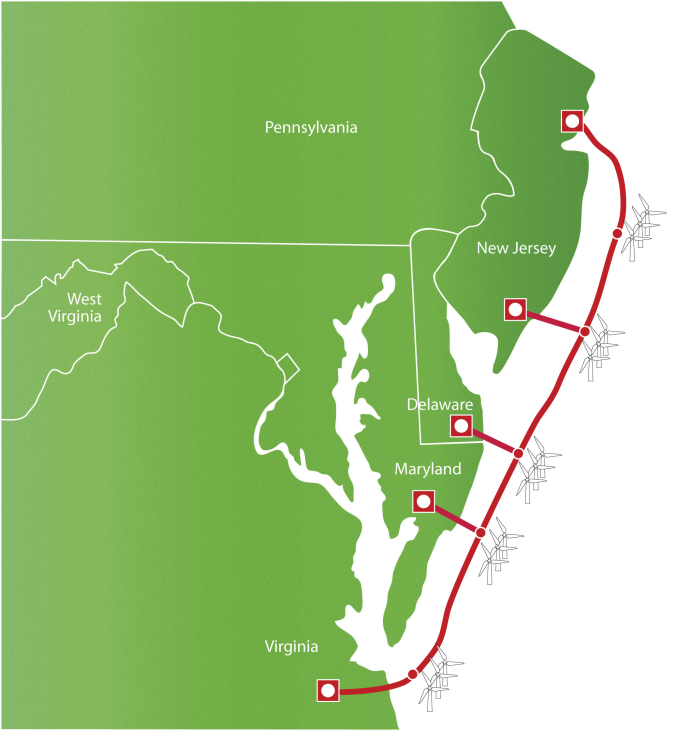 Pennsylvania
New Jersey
West
Virginia
Delaware
Maryland
Virginia